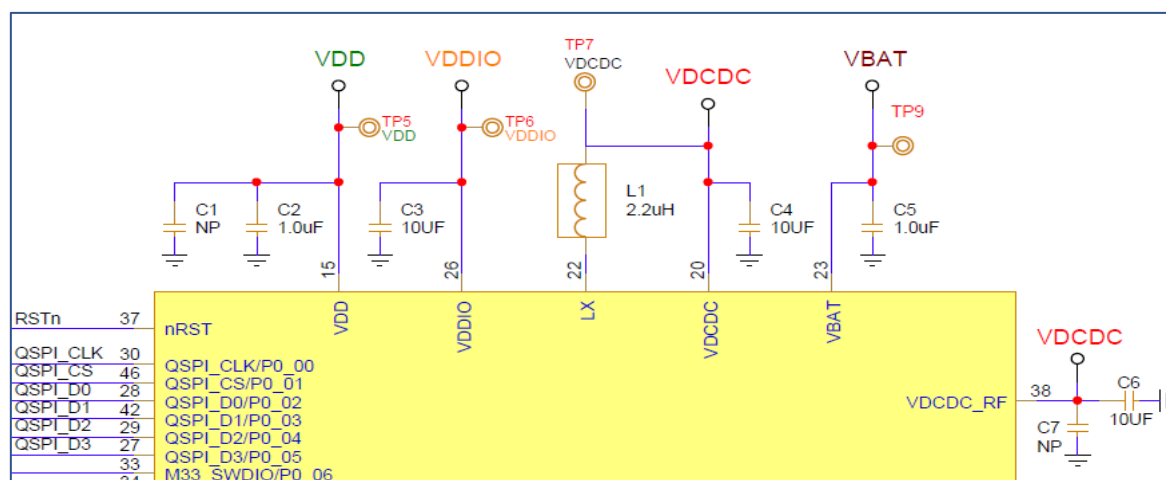 VDD
VDDIO
TP7
VDCDC
VDCDC
VBAT
TP5
VDD
TP6
VDDIO
TP9
C1
NP
C2
1.0uF
C3
10UF
L1
2.2uH
C4
10UF
C5
1.0uF
15
26
22
20
23
VDD
VDDIO
LX
VDCDC
VBAT
RSTn 37 nRST
QSPI_CLK 30 QSPI_CLK/P0_00
QSPI_CS 46 QSPI_CS/P0_01
QSPI_D0 28 QSPI_D0/P0_02
QSPI_D1 42 QSPI_D1/P0_03
QSPI_D2 29 QSPI_D2/P0_04
QSPI_D3 27 QSPI_D3/P0_05
33 M33_SWDIO/P0_06
VDCDC
VDCDC_RF 38
C6
10UF
C7
NP